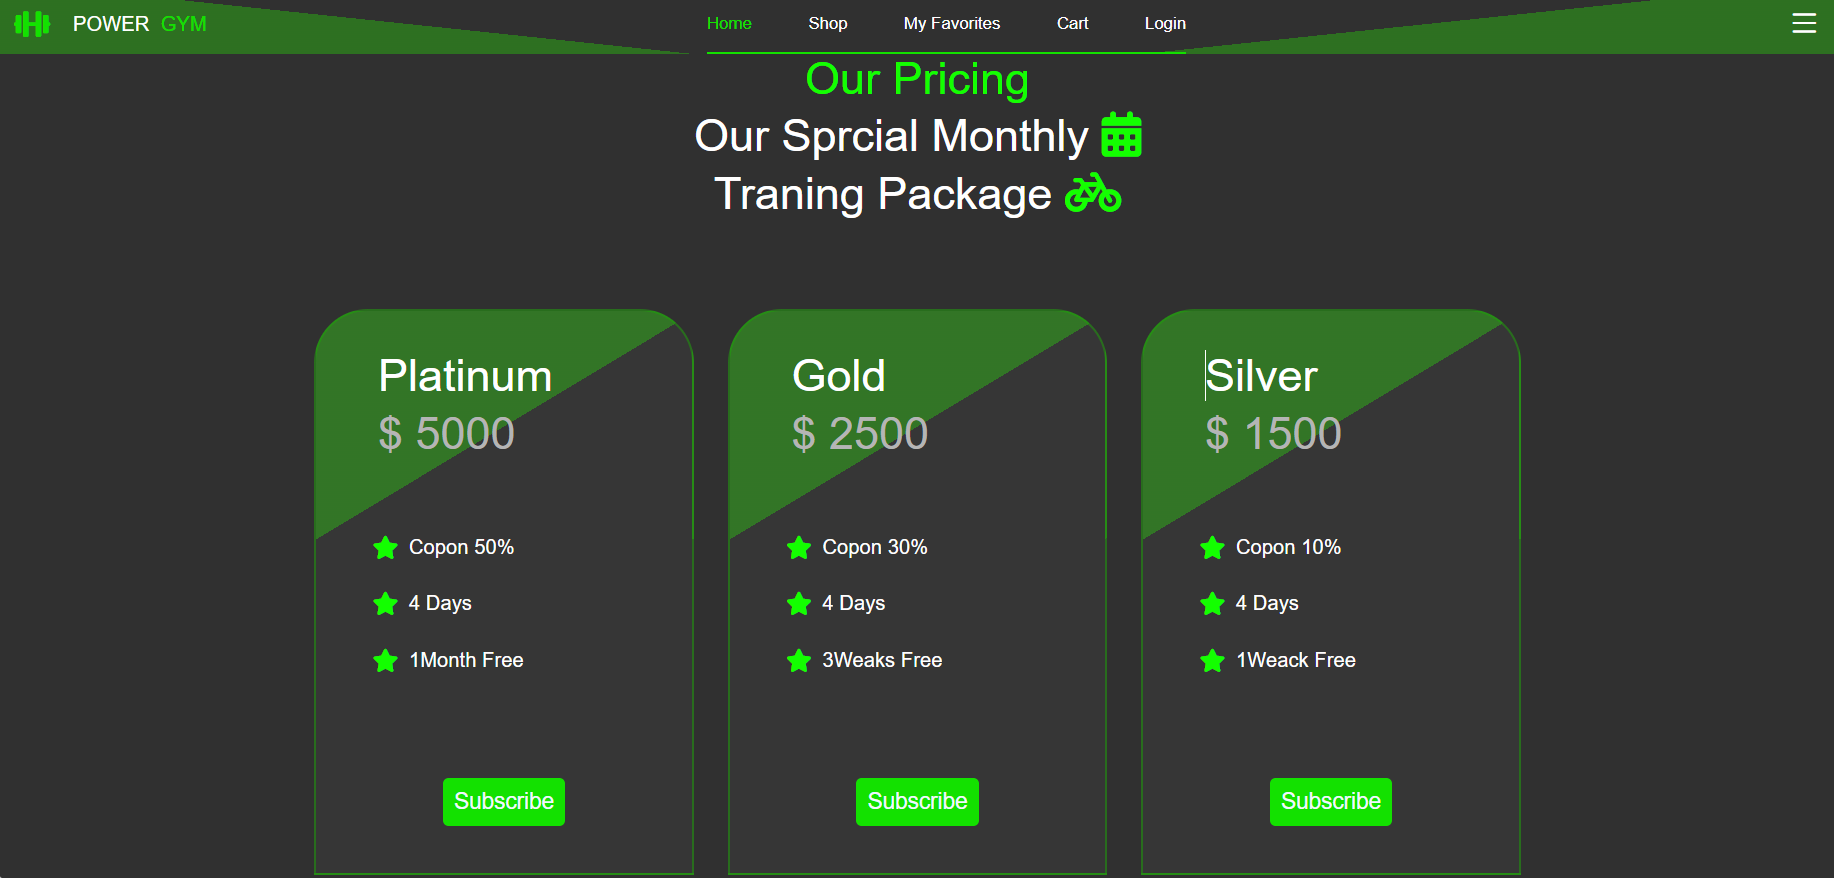 POWER GYM
Home Shop My Favorites Cart Login
Our Pricing
Our Sprcial Monthly
Traning Package
Platinum
$ 5000
Copon 50%
4 Days
1Month Free
Subscribe
Gold
$ 2500
Copon 30%
4 Days
3Weaks Free
Subscribe
Silver
$ 1500
Copon 10%
4 Days
1Weack Free
Subscribe